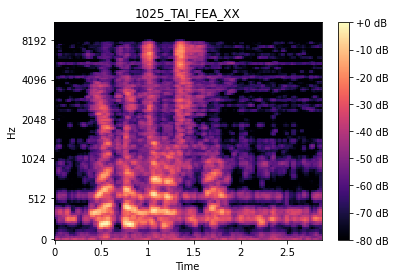 1025_TAI_FEA_XX
8192
4096
2048
1024
512
0
Hz
0 0.5 1 1.5 2 2.5
Time
+0 dB
-10 dB
-20 dB
-30 dB
-40 dB
-50 dB
-60 dB
-70 dB
-80 dB